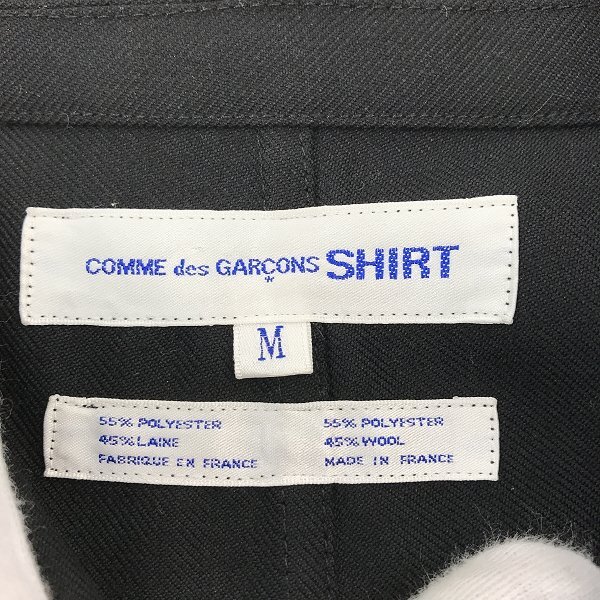 COMME des GARÇONS SHIRT
*
M
55% POLYESTER
45% LAINE
FABRIQUE EN FRANCE
55% POLYESTER
45% WOOL
MADE IN FRANCE